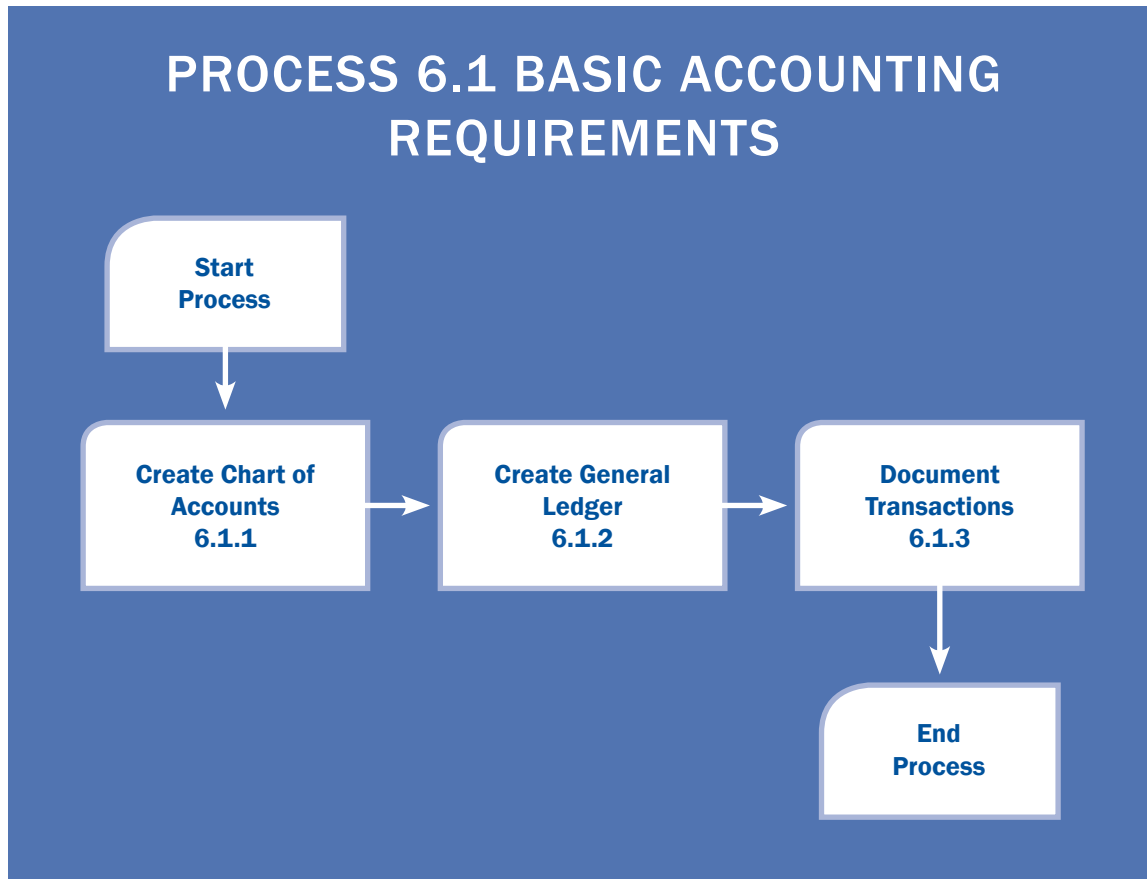 PROCESS 6.1 BASIC ACCOUNTING
REQUIREMENTS
Start
Process
Create Chart of
Accounts
6.1.1
Create General
Ledger
6.1.2
Document
Transactions
6.1.3
End
Process